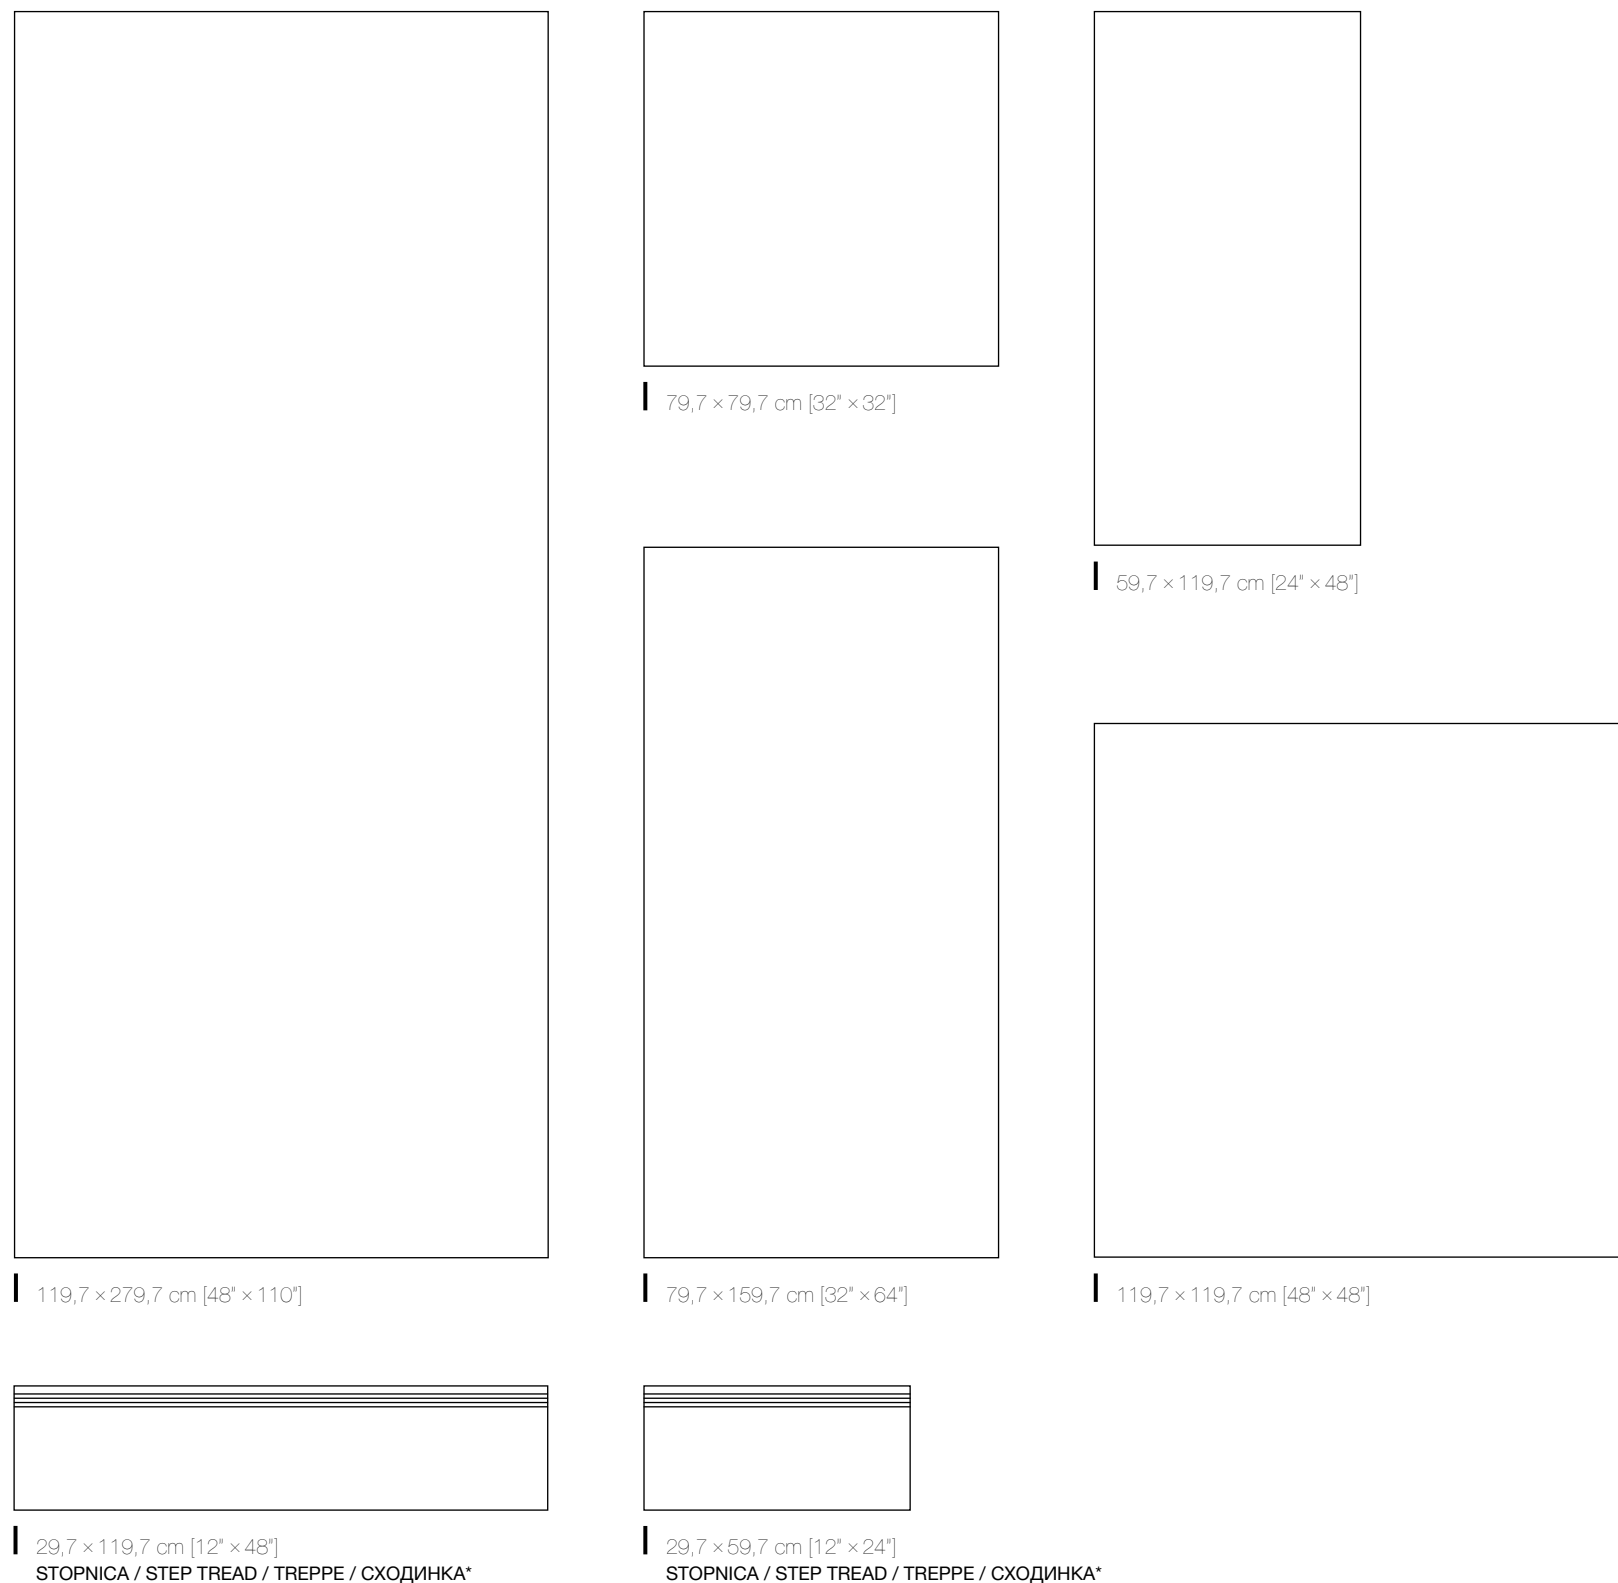 79,7 × 79,7 cm [32" × 32"]
59,7 × 119,7 cm [24" × 48"]
119,7 × 279,7 cm [48" × 110"]
79,7 × 159,7 cm [32" × 64"]
119,7 × 119,7 cm [48" × 48"]
29,7 × 119,7 cm [12" × 48"]
STOPNICA / STEP TREAD / TREPPE / СХОДИНКА*
29,7 × 59,7 cm [12" × 24"]
STOPNICA / STEP TREAD / TREPPE / СХОДИНКА*